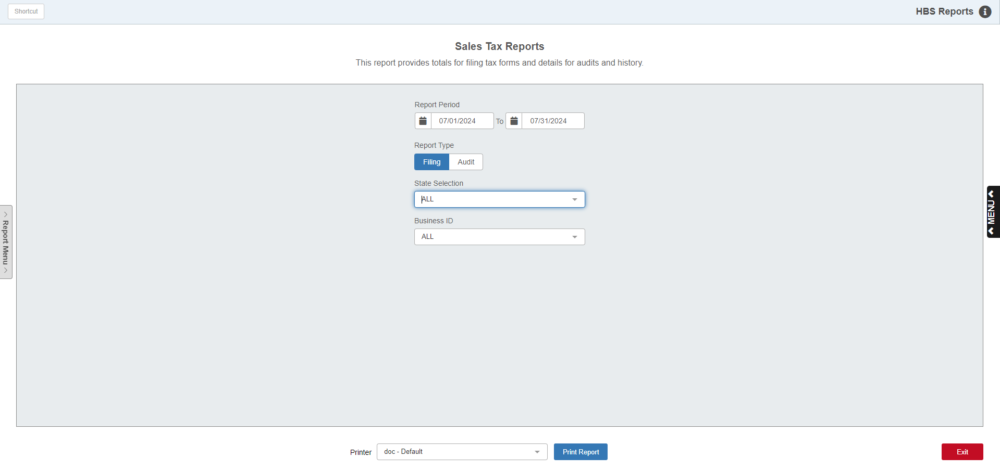 Shortcut
HBS Reports
Sales Tax Reports
This report provides totals for filing tax forms and details for audits and history.
Report Period
07/01/2024 To 07/31/2024
Report Type
Filing Audit
State Selection
ALL
Business ID
ALL
Report Menu
MENU
Printer doc - Default Print Report Exit